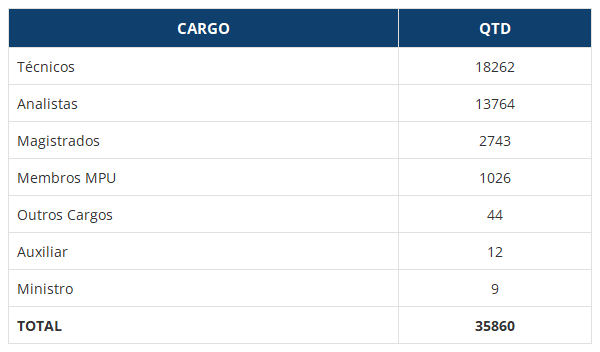 CARGO QTD
Técnicos 18262
Analistas 13764
Magistrados 2743
Membros MPU 1026
Outros Cargos 44
Auxiliar 12
Ministro 9
TOTAL 35860